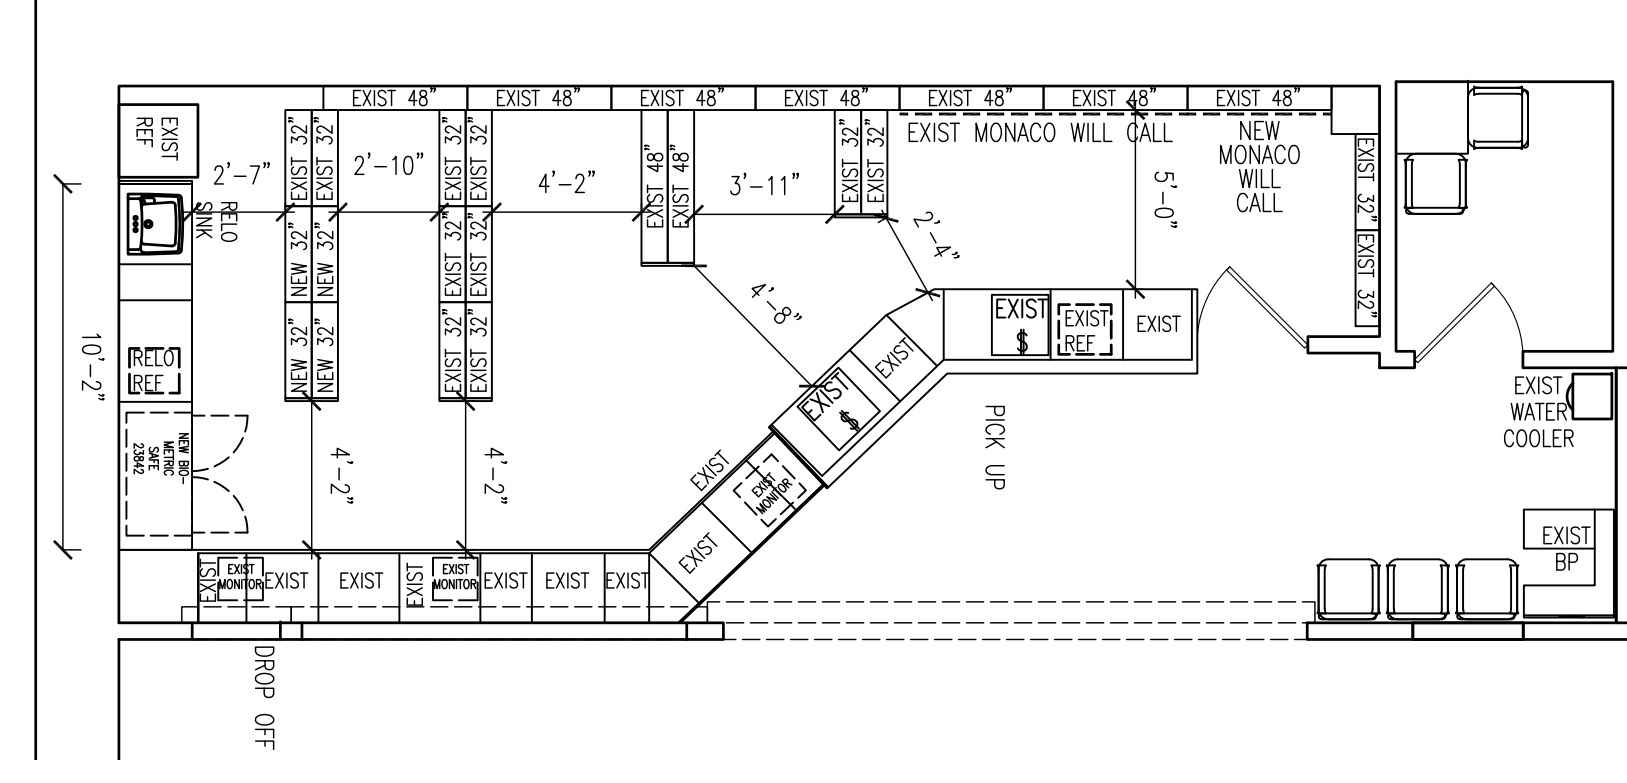 EXIST 48"
EXIST 48"
EXIST 48"
EXIST 48"
EXIST 48"
EXIST 48"
EXIST 48"
EXIST
REF
EXIST 32"
EXIST 32"
EXIST 32"
EXIST 32"
EXIST 48"
EXIST 48"
EXIST 32"
EXIST 32"
EXIST MONACO WILL CALL
NEW
MONACO
WILL
CALL
EXIST 32"
EXIST 32"
2'-7"
2'-10"
4'-2"
3'-11"
2'-4"
5'-0"
RELO
SINK
NEW 32"
NEW 32"
EXIST 32"
EXIST 32"
NEW 32"
NEW 32"
EXIST 32"
EXIST 32"
4'-8"
EXIST
$
EXIST
REF
EXIST
10'-2"
RELO
REF
EXIST
EXIST
$
EXIST
WATER
COOLER
PICK UP
NEW BIO-
METRIC
SAFE
23842
4'-2"
4'-2"
EXIST
EXIST
MONITOR
EXIST
EXIST
BP
EXIST
EXIST
MONITOR
EXIST
EXIST
EXIST
EXIST
MONITOR
EXIST
EXIST
EXIST
DROP OFF